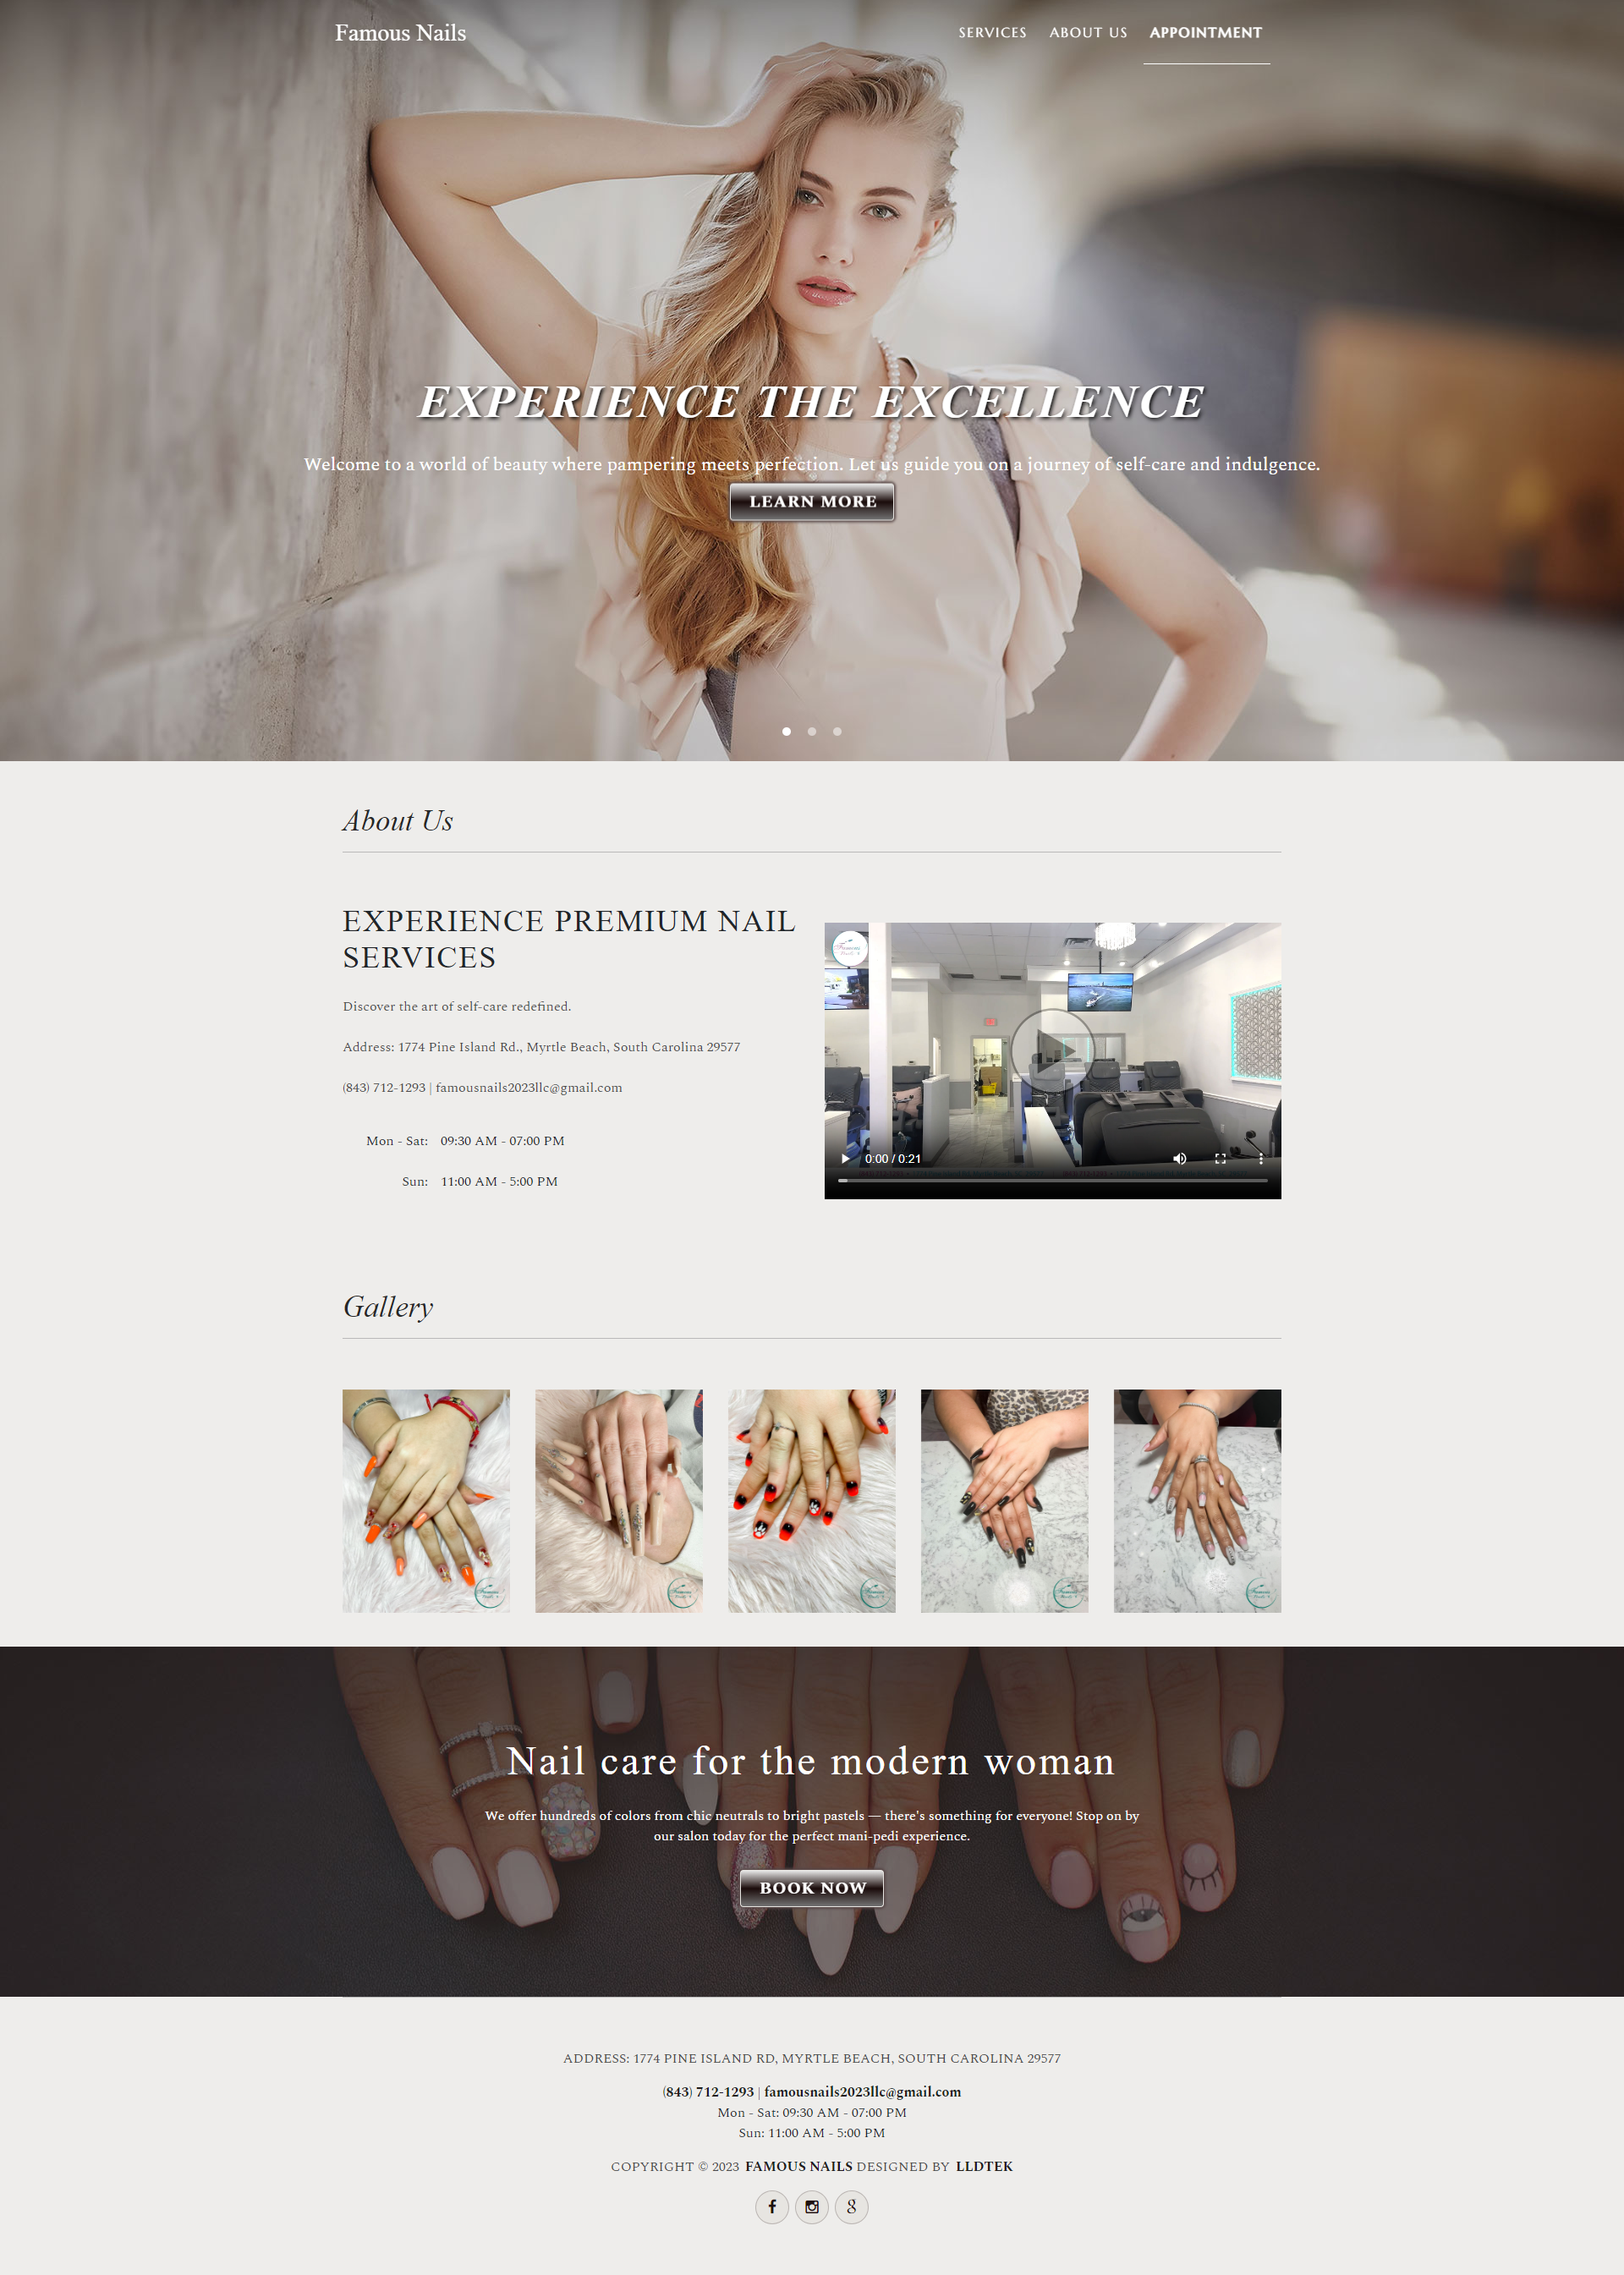 Famous Nails
SERVICES
ABOUT US
APPOINTMENT
EXPERIENCE THE EXCELLENCE
Welcome to a world of beauty where pampering meets perfection. Let us guide you on a journey of self-care and indulgence.
LEARN MORE
About Us
EXPERIENCE PREMIUM NAIL
SERVICES
Discover the art of self-care redefined.
Address: 1774 Pine Island Rd., Myrtle Beach, South Carolina 29577
(843) 712-1293 | famousnails2023llc@gmail.com
Mon - Sat: 09:30 AM - 07:00 PM
Sun: 11:00 AM - 5:00 PM
0:00 / 0:21
Gallery
Nail care for the modern woman
We offer hundreds of colors from chic neutrals to bright pastels — there's something for everyone! Stop on by
our salon today for the perfect mani-pedi experience.
BOOK NOW
ADDRESS: 1774 PINE ISLAND RD, MYRTLE BEACH, SOUTH CAROLINA 29577
(843) 712-1293 | famousnails2023llc@gmail.com
Mon - Sat: 09:30 AM - 07:00 PM
Sun: 11:00 AM - 5:00 PM
COPYRIGHT © 2023 FAMOUS NAILS DESIGNED BY LLDTEK